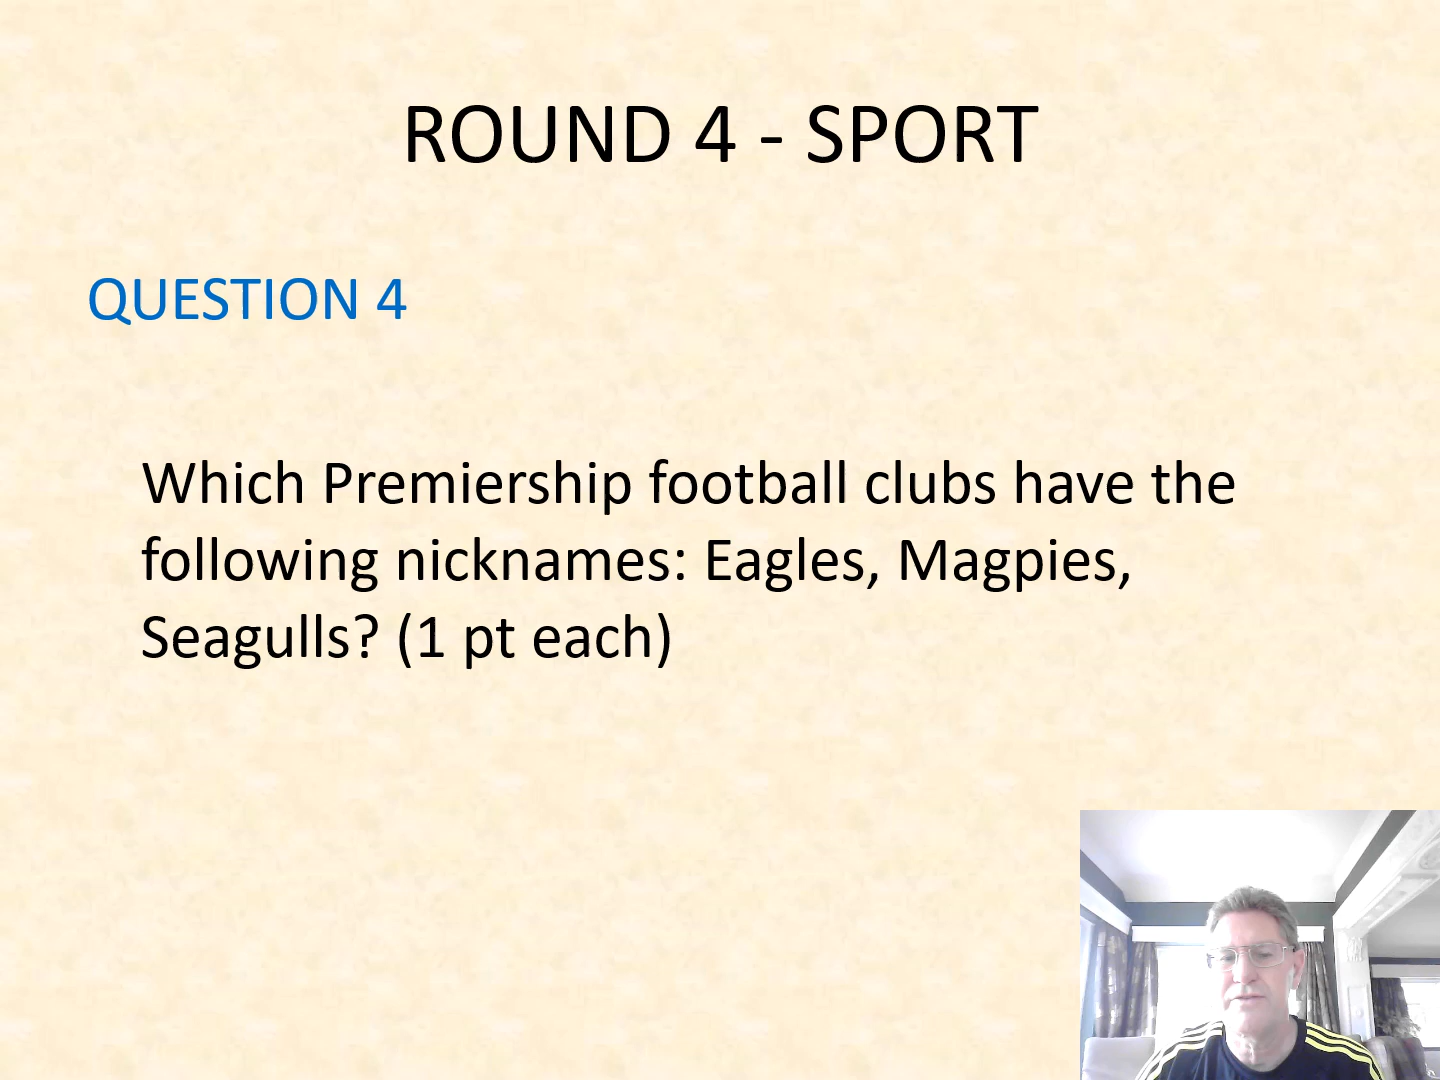 ROUND 4 - SPORT
QUESTION 4
Which Premiership football clubs have the
following nicknames: Eagles, Magpies,
Seagulls? (1 pt each)